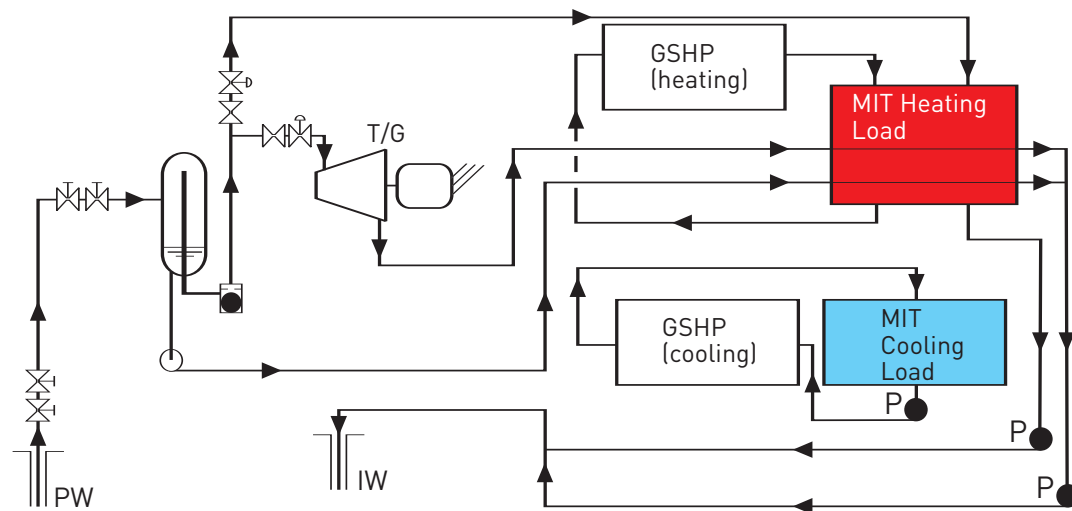 GSHP
(heating)
MIT Heating
Load
T/G
GSHP
(cooling)
MIT
Cooling
Load
P
P
P
PW
IW